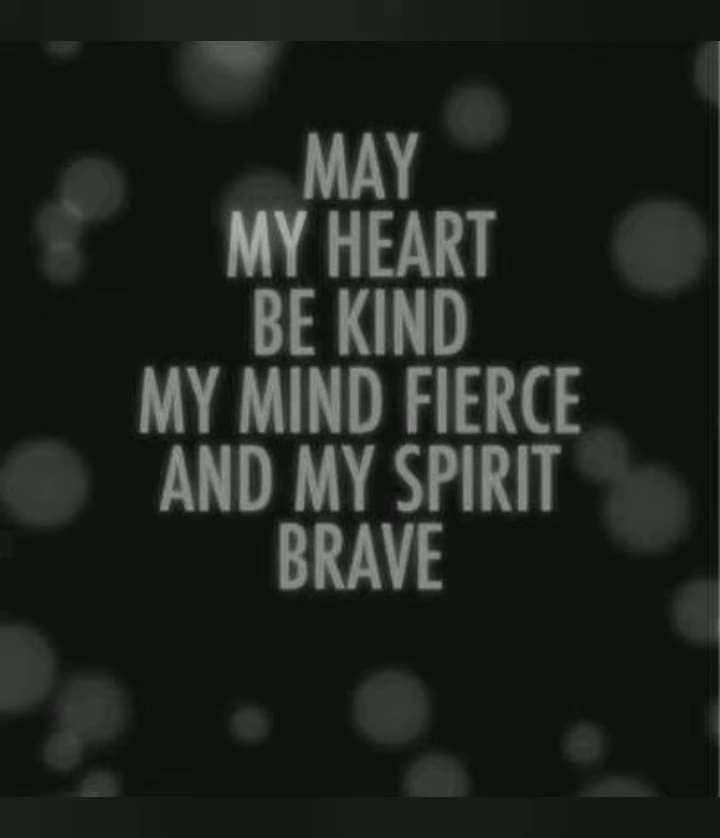 MAY
MY HEART
BE KIND
MY MIND FIERCE
AND MY SPIRIT
BRAVE